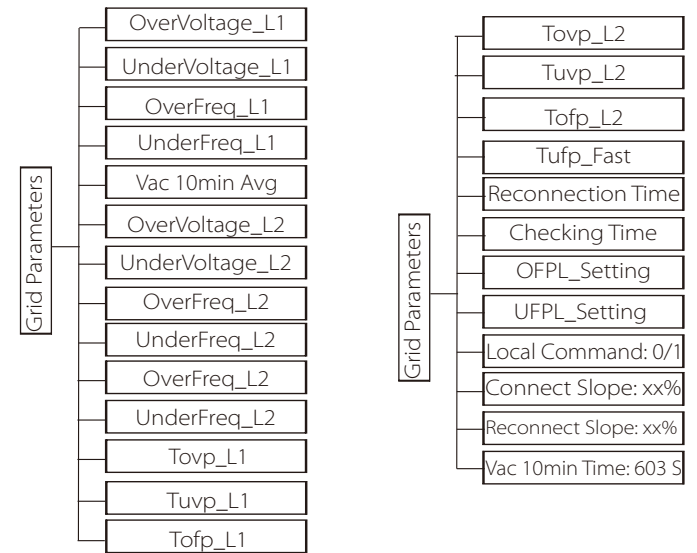 Grid Parameters
OverVoltage_L1
UnderVoltage_L1
OverFreq_L1
UnderFreq_L1
Vac 10min Avg
OverVoltage_L2
UnderVoltage_L2
OverFreq_L2
UnderFreq_L2
OverFreq_L2
UnderFreq_L2
Tovp_L1
Tuvp_L1
Tofp_L1
Grid Parameters
Tovp_L2
Tuvp_L2
Tofp_L2
Tufp_Fast
Reconnection Time
Checking Time
OFPL_Setting
UFPL_Setting
Local Command: 0/1
Connect Slope: xx%
Reconnect Slope: xx%
Vac 10min Time: 603 S